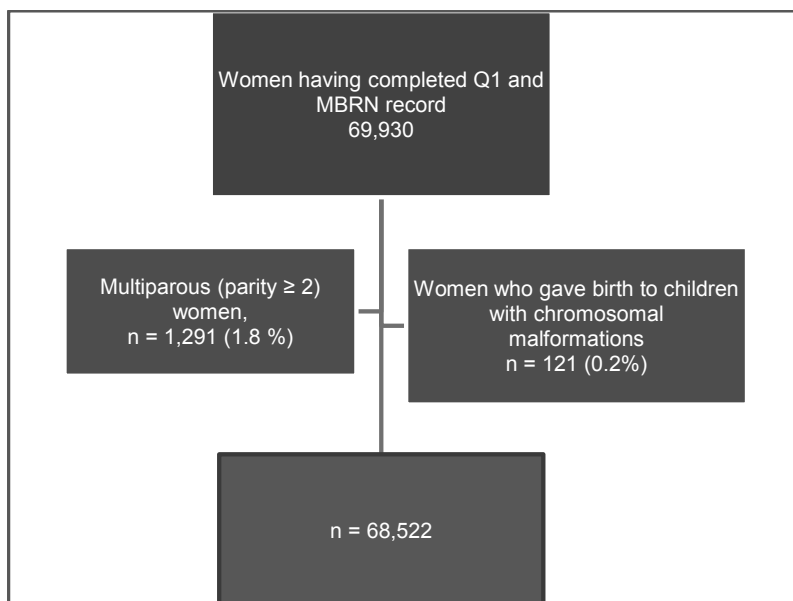 Women having completed Q1 and
MBRN record
69,930
Multiparous (parity ≥ 2)
women,
n = 1,291 (1.8 %)
Women who gave birth to children
with chromosomal
malformations
n = 121 (0.2%)
n = 68,522